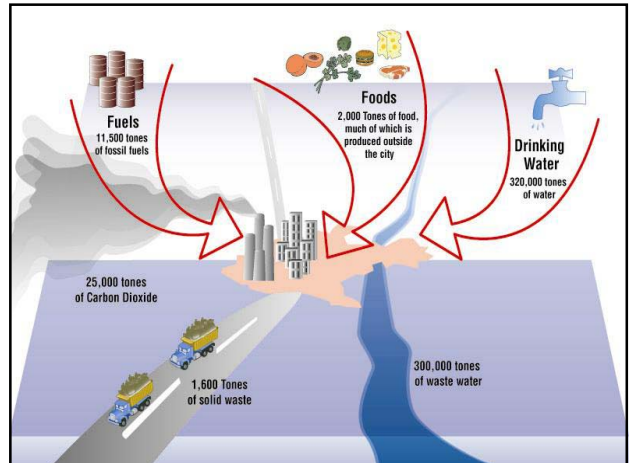 Fuels
11,500 tones
of fossil fuels
Foods
2,000 Tones of food,
much of which is
produced outside
the city
Drinking
Water
320,000 tones
of water
25,000 tones
of Carbon Dioxide
1,600 Tones
of solid waste
300,000 tones
of waste water